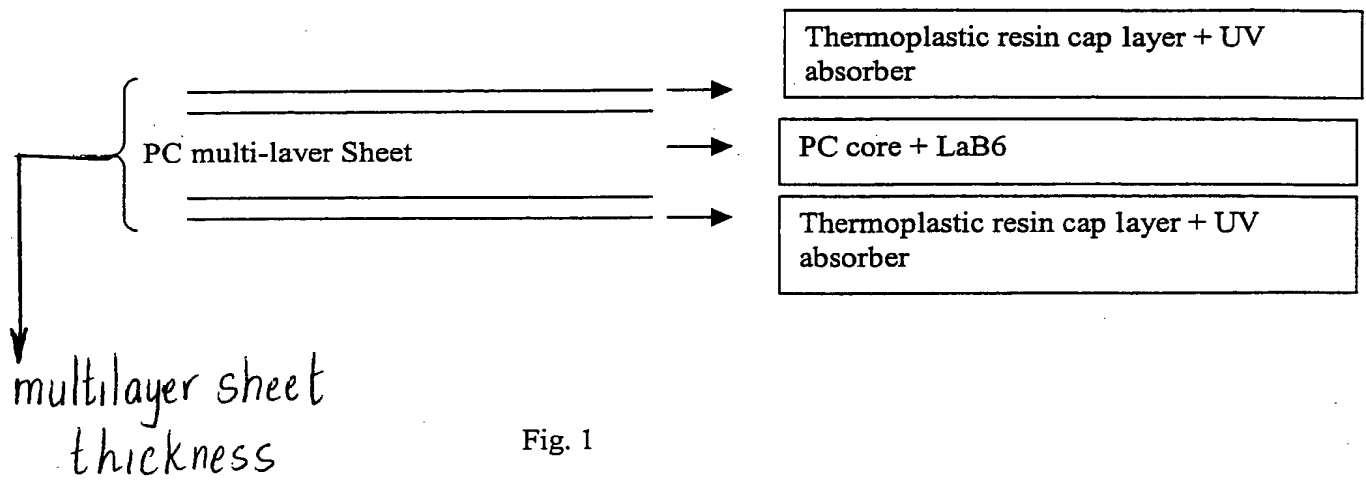 Thermoplastic resin cap layer + UV
absorber
PC multi-laver Sheet
PC core + LaB6
Thermoplastic resin cap layer + UV
absorber
multilayer sheet
thickness
Fig. 1